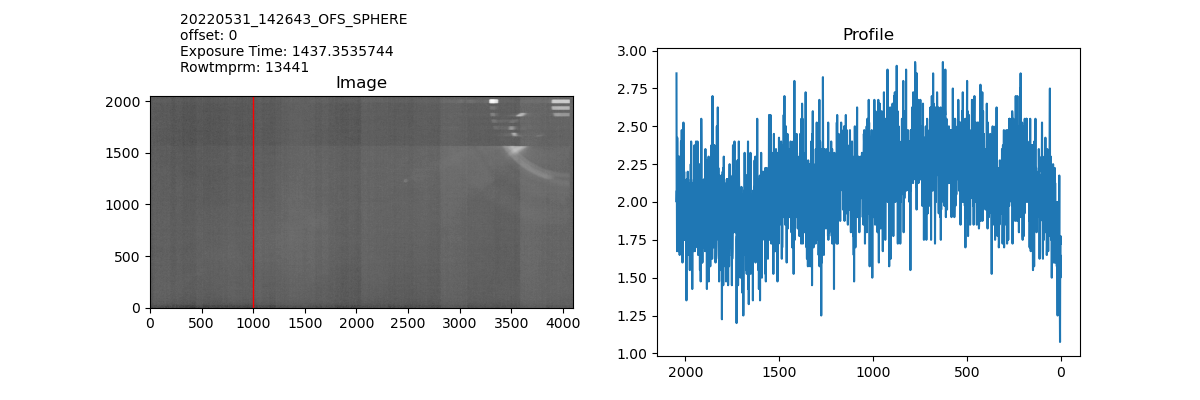 20220531_142643_OFS_SPHERE
offset: 0
Exposure Time: 1437.3535744
Rowtmprm: 13441
Image
2000
1500
1000
500
0
0 500 1000 1500 2000 2500 3000 3500 4000
Profile
3.00
2.75
2.50
2.25
2.00
1.75
1.50
1.25
1.00
2000 1500 1000 500 0